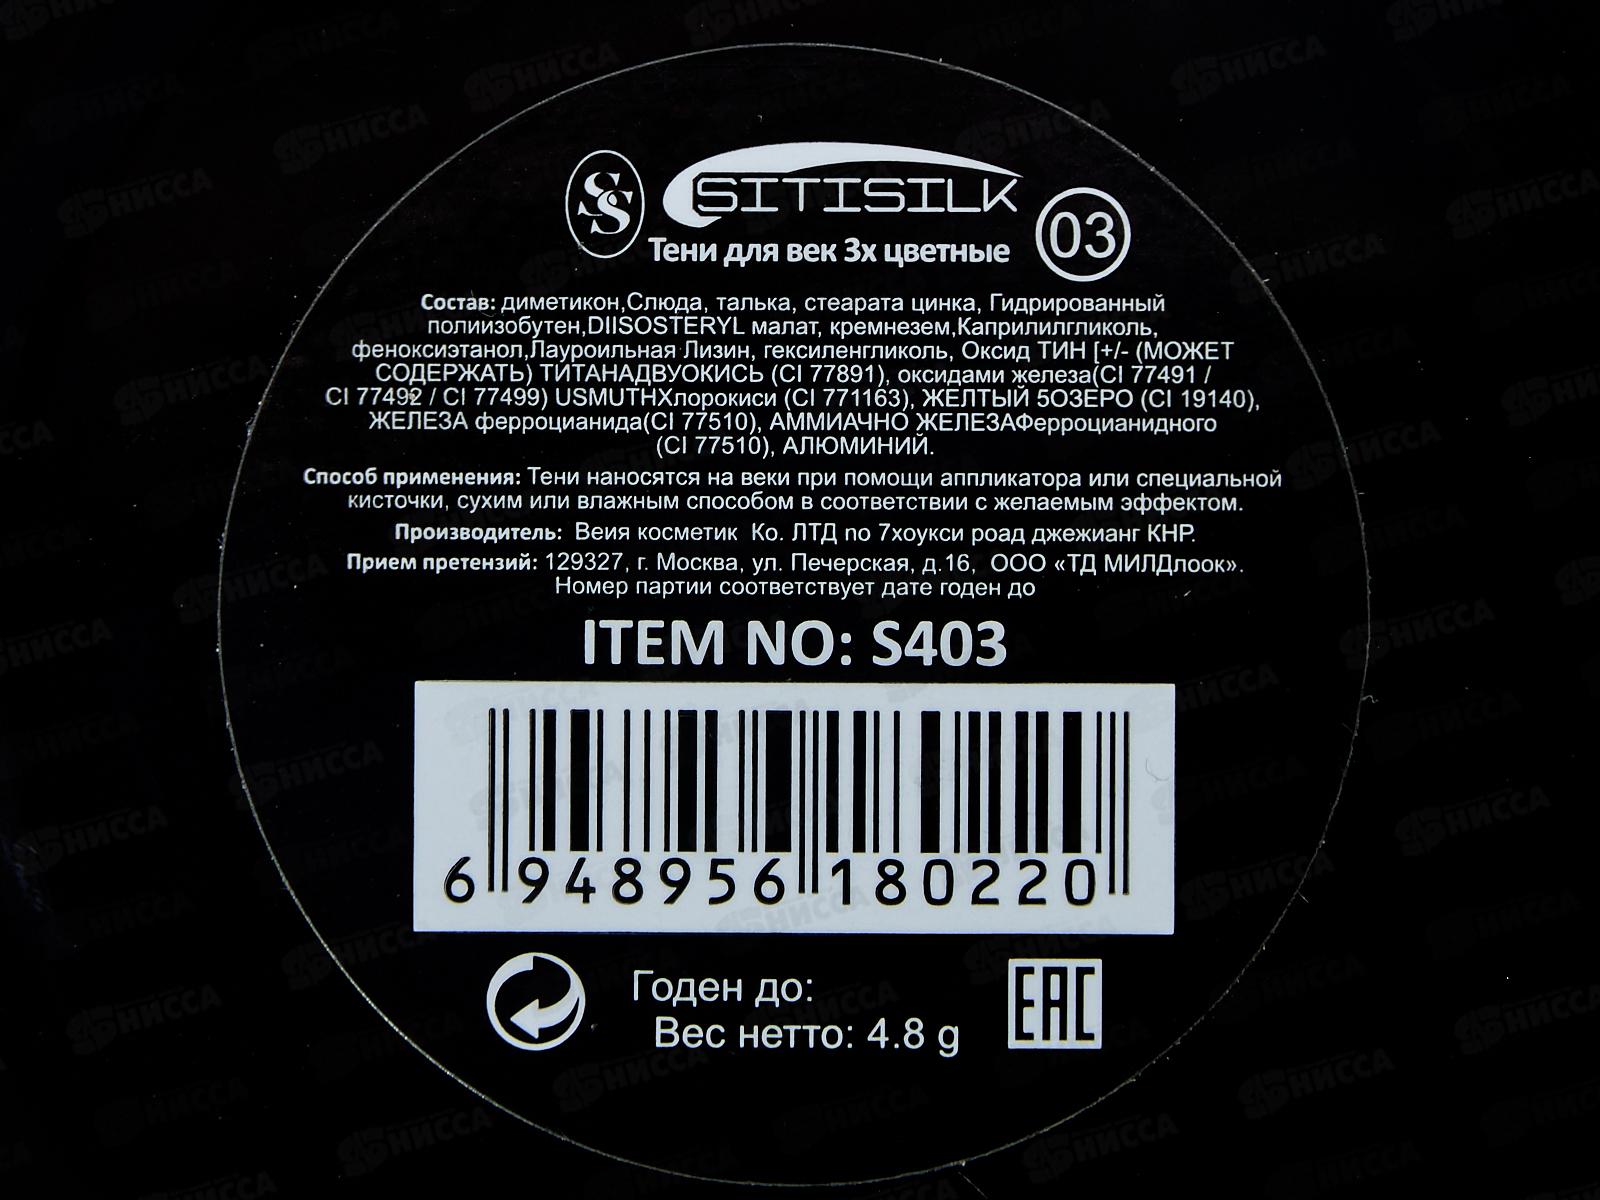 SS
SITISILK
Тени для век 3х цветные
03
Состав: диметикон,Слюда, талька, стеарата цинка, Гидрированный
полиизобутен,DIISOSTERYL малат, кремнезем,Каприлилгликоль,
феноксиэтанол,Лауроильная Лизин, гексиленгликоль, Оксид ТИН [+/- (МОЖЕТ
СОДЕРЖАТЬ) ТИТАНАДВУОКИСЬ (CI 77891), оксидами железа(CI 77491 /
CI 77492 / CI 77499) USMUTHХлорокиси (CI 771163), ЖЕЛТЫЙ 5ОЗЕРО (CI 19140),
ЖЕЛЕЗА ферроцианида(CI 77510), АММИАЧНО ЖЕЛЕЗАФерроцианидного
(CI 77510), АЛЮМИНИЙ.
Способ применения: Тени наносятся на веки при помощи аппликатора или специальной
кисточки, сухим или влажным способом в соответствии с желаемым эффектом.
Производитель: Веия косметик Ко. ЛТД no 7хоукси роад джежианг КНР.
Прием претензий: 129327, г. Москва, ул. Печерская, д.16, ООО «ТД МИЛДлоок».
Номер партии соответствует дате годен до
ITEM NO: S403
6 948956 180220
Годен до:
Вес нетто: 4.8 g
EAC